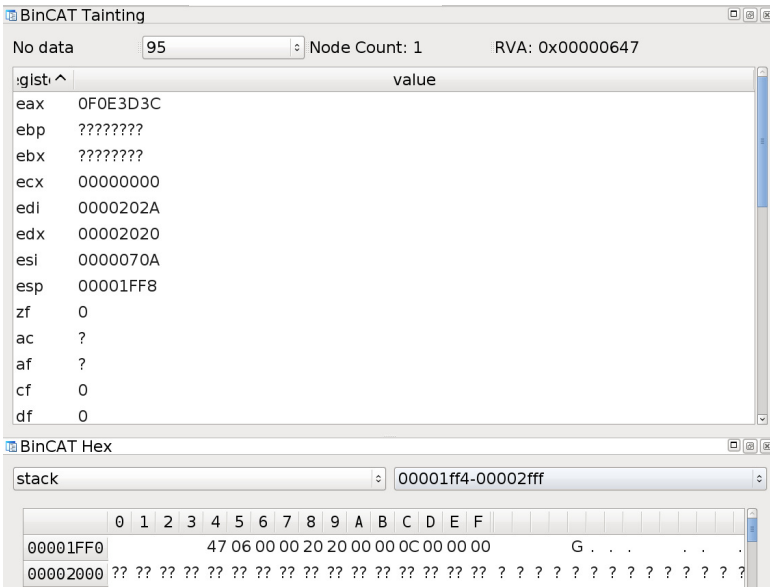 BinCAT Tainting
No data 95 Node Count: 1 RVA: 0x00000647
value
eax 0F0E3D3C
ebp ????????
ebx ????????
ecx 00000000
edi 0000202A
edx 00002020
esi 0000070A
esp 00001FF8
zf 0
ac ?
af ?
cf 0
df 0
BinCAT Hex
stack 00001ff4-00002fff
0 1 2 3 4 5 6 7 8 9 A B C D E F
00001FF0 47 06 00 00 20 20 00 00 0C 00 00 00 G . . . . . .
00002000 ?? ?? ?? ?? ?? ?? ?? ?? ?? ?? ?? ?? ?? ?? ?? ?? ? ? ? ? ? ? ? ? ? ? ? ? ? ?